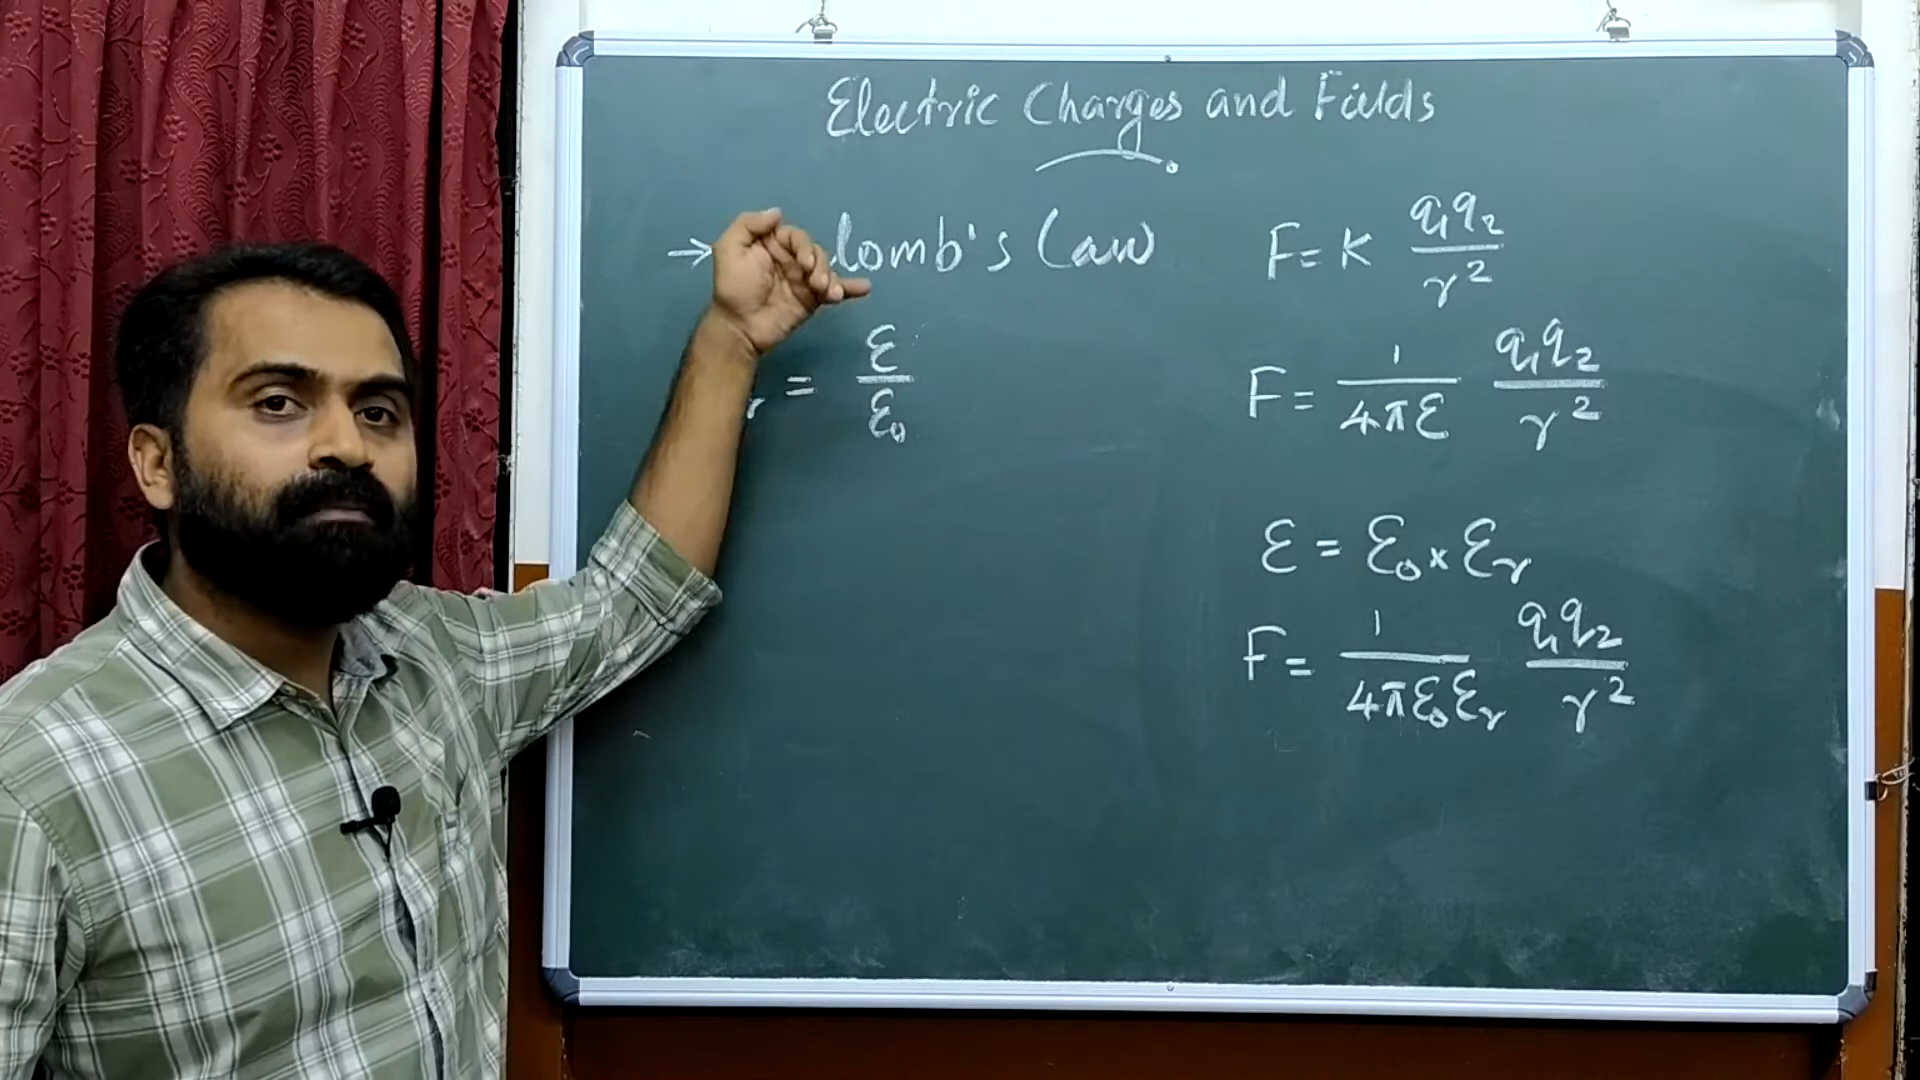 Electric Charges and Fields
→ lomb's Law
r = ε/ε₀
F = K q₁q₂/r²
F = 1/4πε q₁q₂/r²
ε = ε₀ × εr
F = 1/4πε₀εr q₁q₂/r²